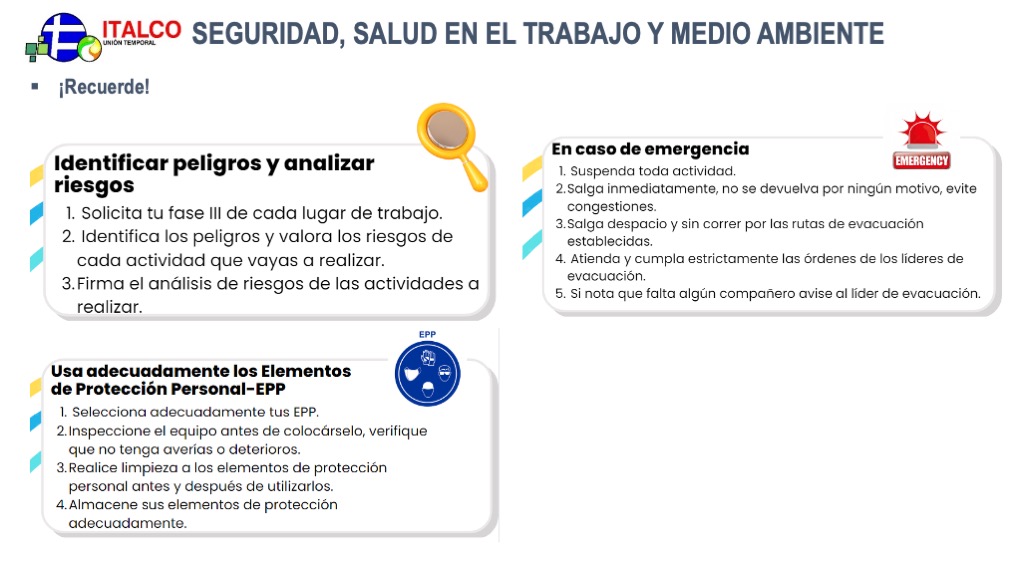 ITALCO
UNIÓN TEMPORAL
SEGURIDAD, SALUD EN EL TRABAJO Y MEDIO AMBIENTE
▪ ¡Recuerde!
Identificar peligros y analizar
riesgos
1. Solicita tu fase III de cada lugar de trabajo.
2. Identifica los peligros y valora los riesgos de
cada actividad que vayas a realizar.
3.Firma el análisis de riesgos de las actividades a
realizar.
EMERGENCY
En caso de emergencia
1. Suspenda toda actividad.
2.Salga inmediatamente, no se devuelva por ningún motivo, evite
congestiones.
3.Salga despacio y sin correr por las rutas de evacuación
establecidas.
4. Atienda y cumpla estrictamente las órdenes de los líderes de
evacuación.
5. Si nota que falta algún compañero avise al líder de evacuación.
EPP
Usa adecuadamente los Elementos
de Protección Personal-EPP
1. Selecciona adecuadamente tus EPP.
2.Inspeccione el equipo antes de colocárselo, verifique
que no tenga averías o deterioros.
3.Realice limpieza a los elementos de protección
personal antes y después de utilizarlos.
4.Almacene sus elementos de protección
adecuadamente.